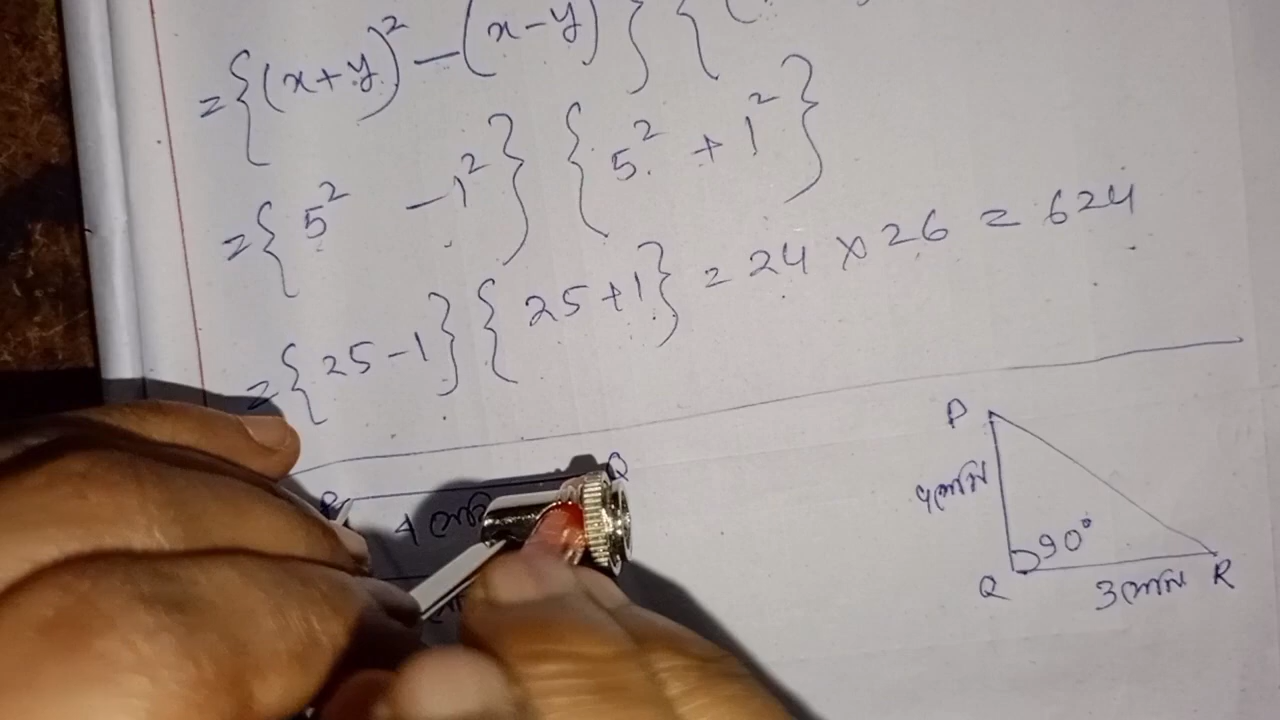 ={(x+y)² −(x−y)} {(
={5² −1²} {5² + 1²}
={25−1}{25+1} = 24 × 26 = 624
P
Q
4 সেমি
P
4সেমি
90°
Q
3সেমি
R